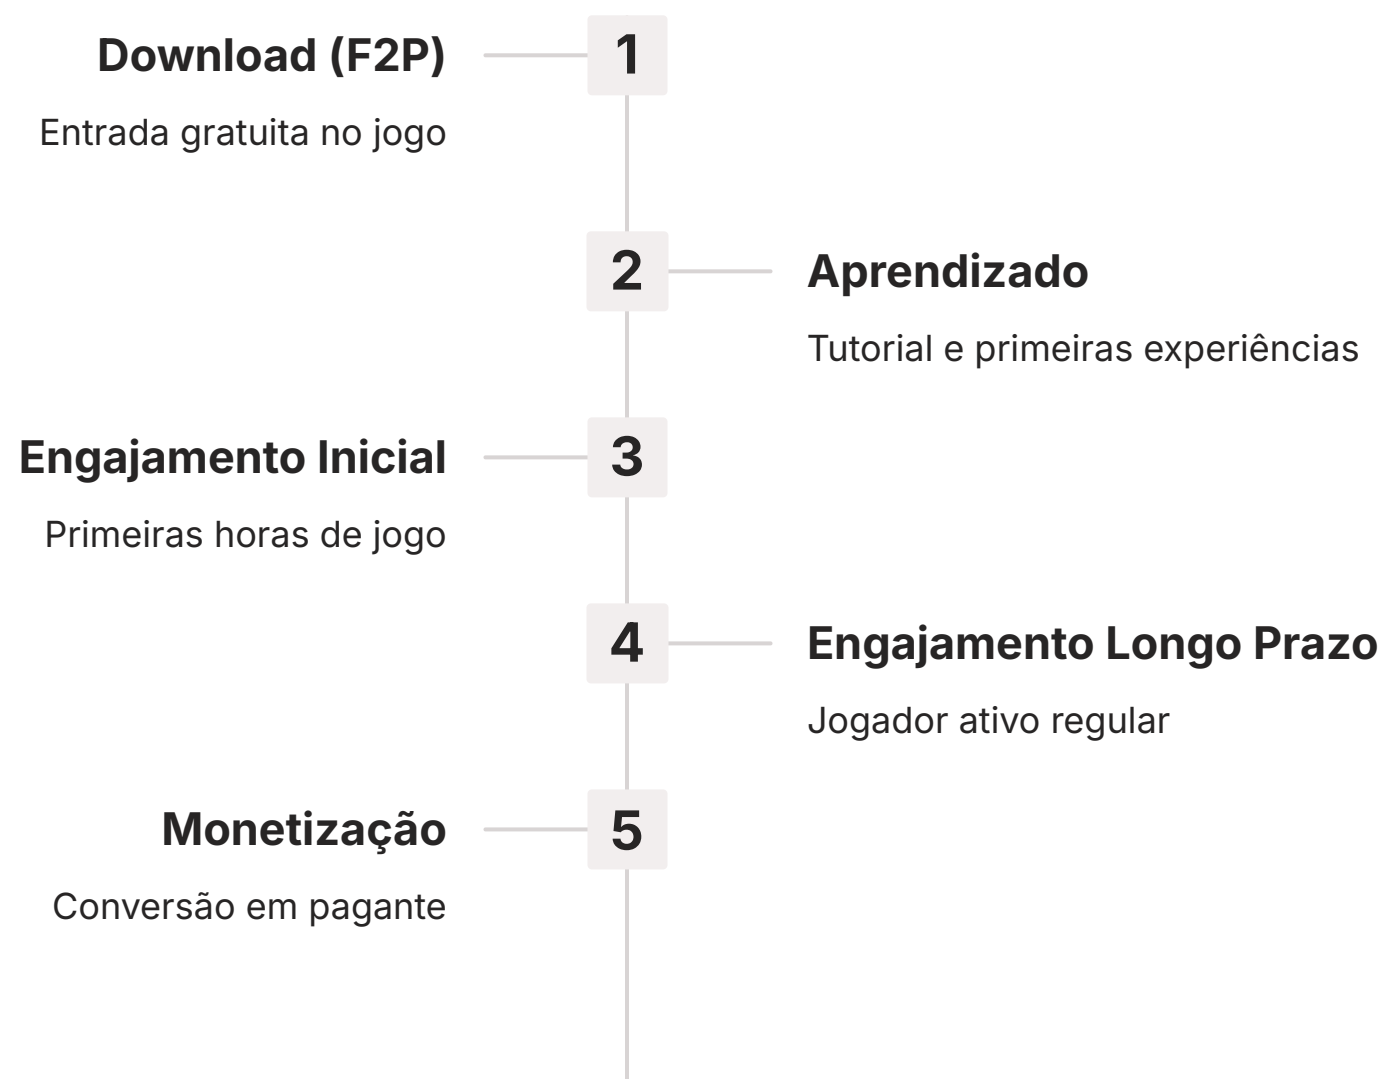 Download (F2P)
1
Entrada gratuita no jogo
2
Aprendizado
Tutorial e primeiras experiências
Engajamento Inicial
3
Primeiras horas de jogo
4
Engajamento Longo Prazo
Jogador ativo regular
Monetização
5
Conversão em pagante